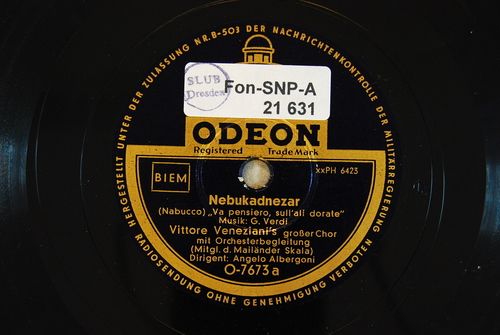 HERGESTELLT UNTER DER ZULASSUNG NR. B-503 DER NACHRICHTENKONTROLLE DER MILITÄRREGIERUNG
SLUB
Dresden
Fon-SNP-A
21 631
ODEON
Registered Trade Mark
BIEM
xxPH 6423
Nebukadnezar
(Nabucco) „Va pensiero, sull'ali dorate"
Musik: G. Verdi
Vittore Veneziani's großer Chor
mit Orchesterbegleitung
(Mitgl. d. Mailänder Skala)
Dirigent: Angelo Albergoni
O-7673 a
RADIOSENDUNG OHNE GENEHMIGUNG VERBOTEN